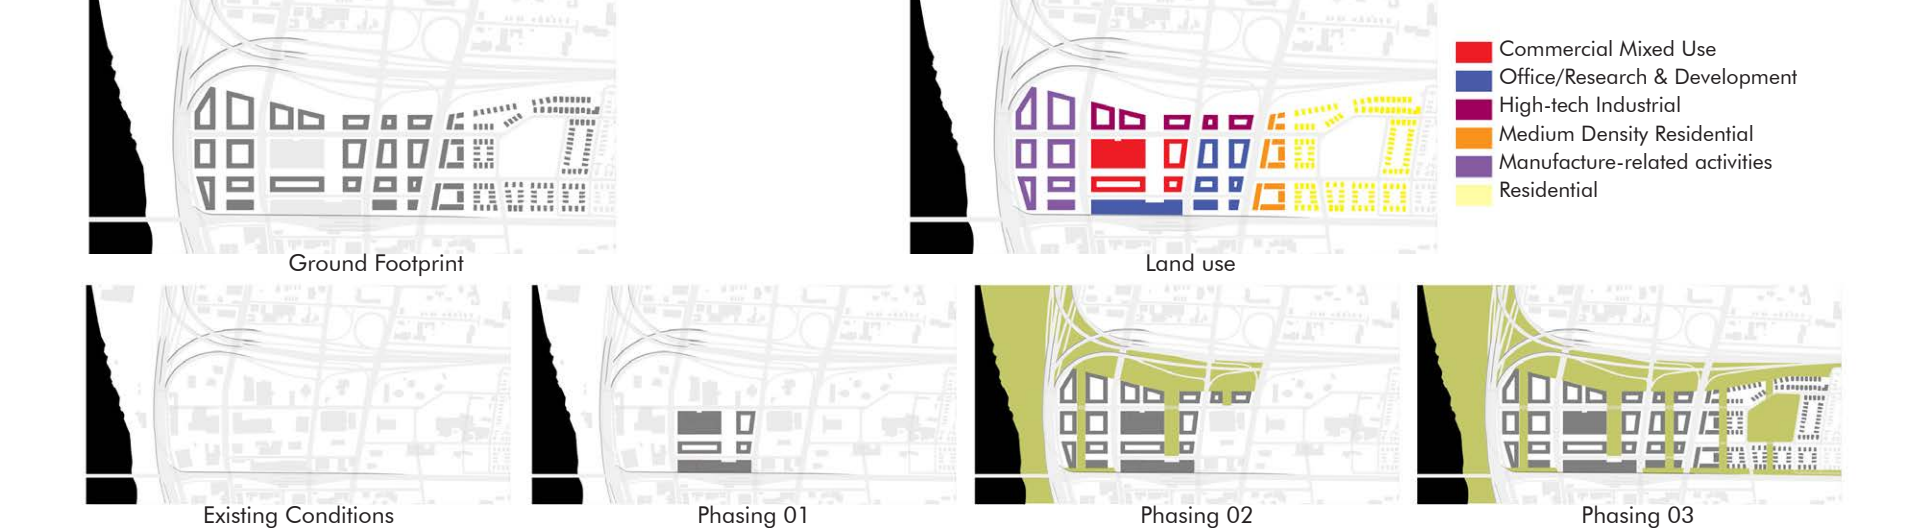 Commercial Mixed Use
Office/Research & Development
High-tech Industrial
Medium Density Residential
Manufacture-related activities
Residential
Ground Footprint
Land use
Existing Conditions
Phasing 01
Phasing 02
Phasing 03